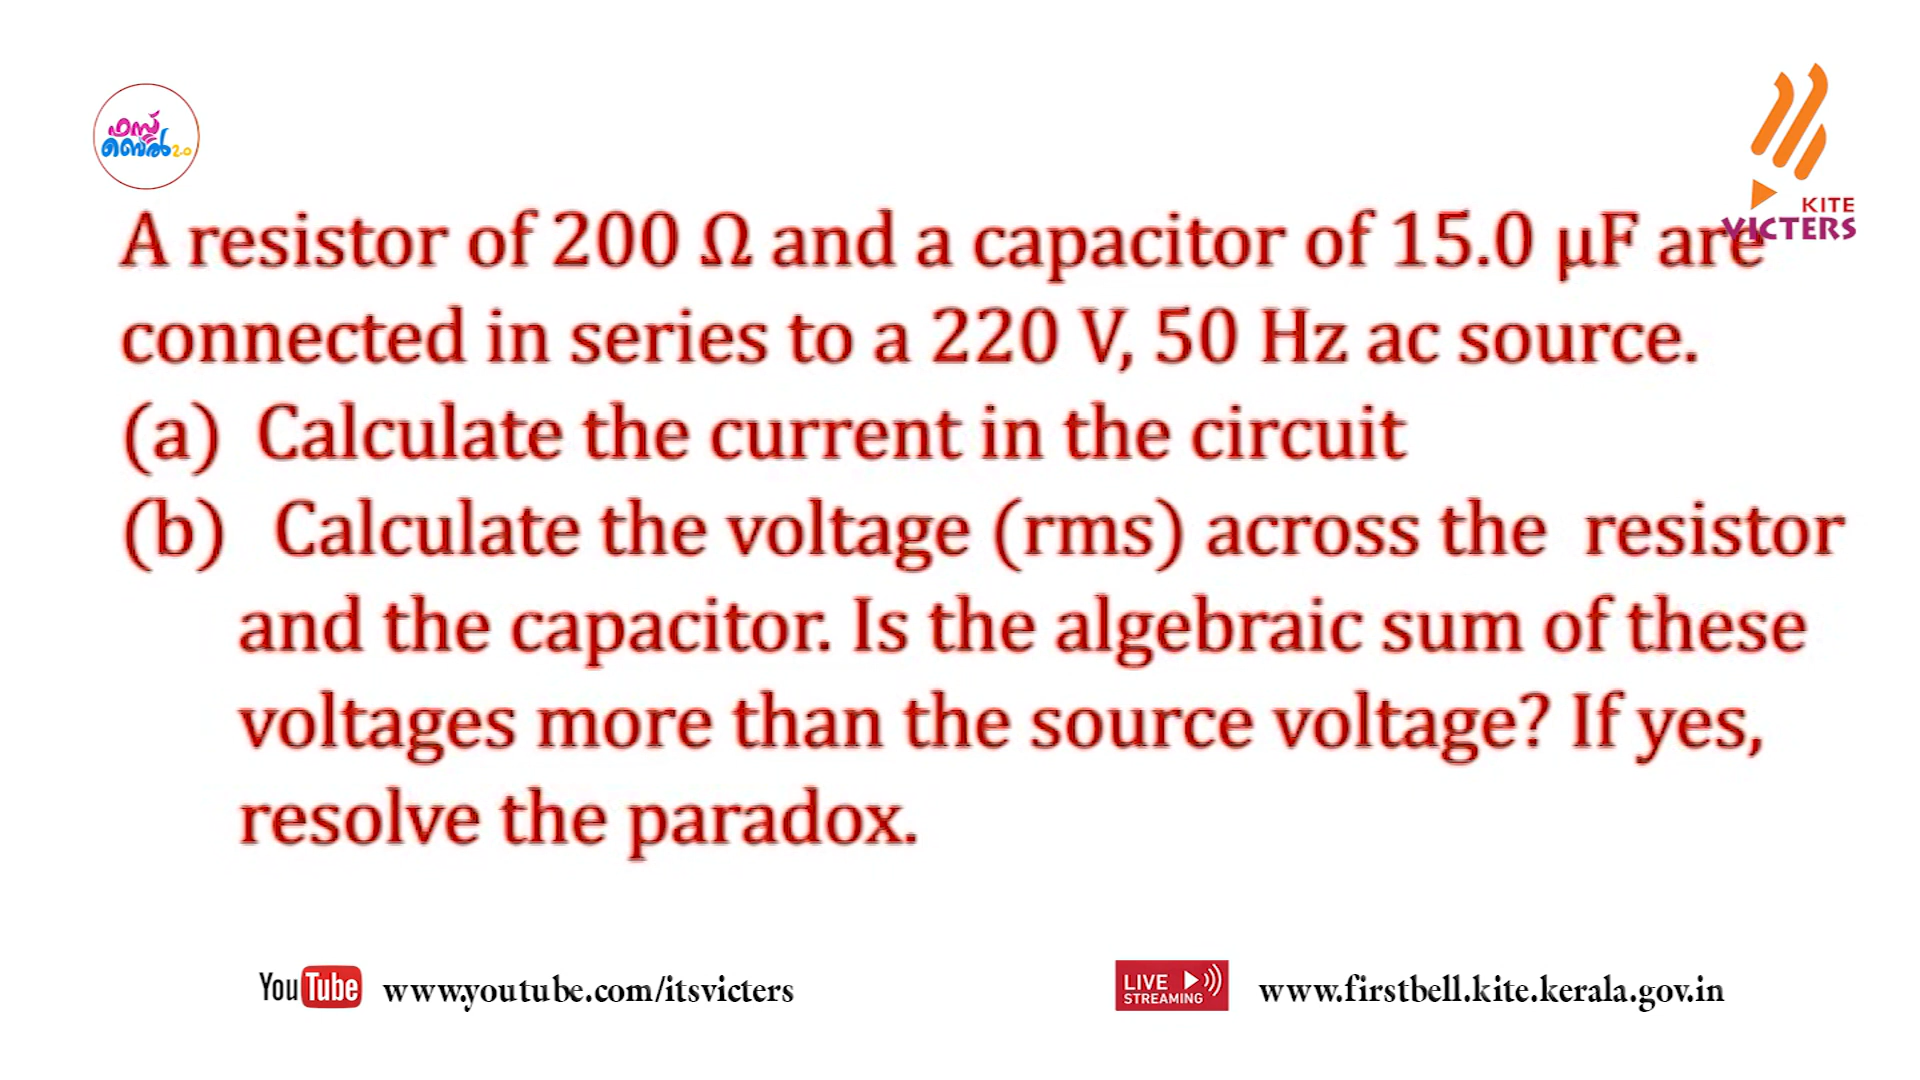 ഫസ്റ്റ്
ബെൽ 2.0
KITE
VICTERS
A resistor of 200 Ω and a capacitor of 15.0 μF are
connected in series to a 220 V, 50 Hz ac source.
(a) Calculate the current in the circuit
(b) Calculate the voltage (rms) across the resistor
and the capacitor. Is the algebraic sum of these
voltages more than the source voltage? If yes,
resolve the paradox.
YouTube www.youtube.com/itsvicters
LIVE STREAMING www.firstbell.kite.kerala.gov.in